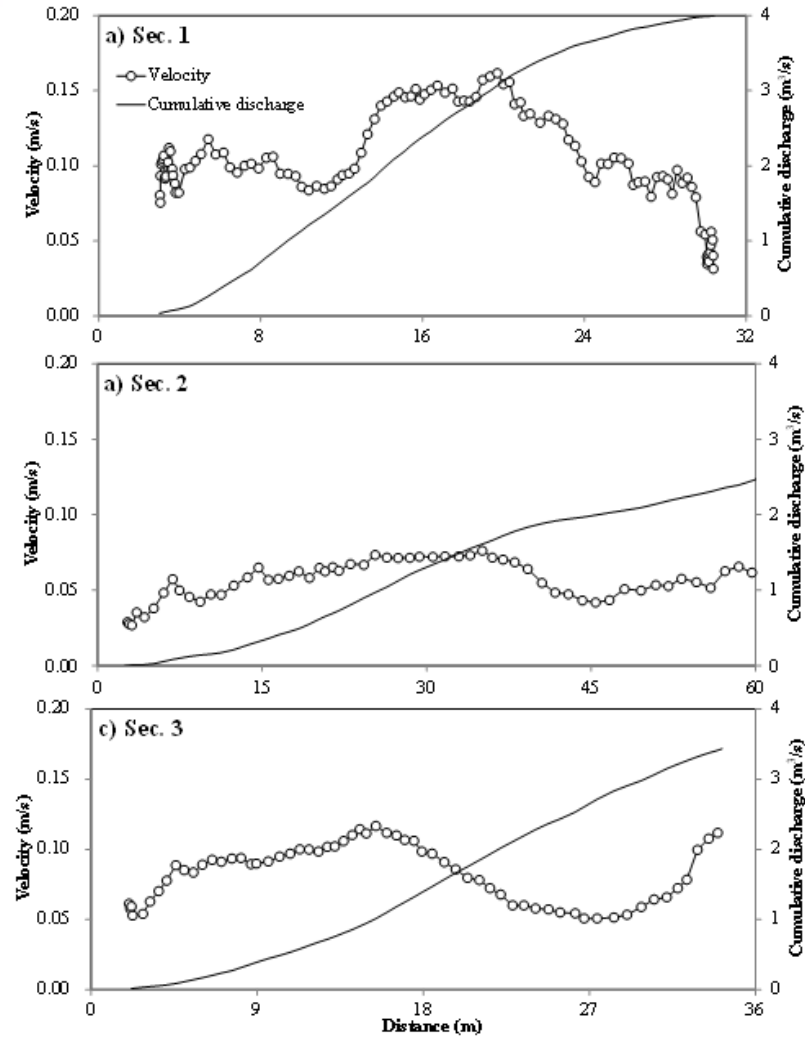 a) Sec. 1
Velocity
Cumulative discharge
Velocity (m/s)
Cumulative discharge (m³/s)
0.20
0.15
0.10
0.05
0.00
4
3
2
1
0
0 8 16 24 32
a) Sec. 2
Velocity (m/s)
Cumulative discharge (m³/s)
0.20
0.15
0.10
0.05
0.00
4
3
2
1
0
0 15 30 45 60
c) Sec. 3
Velocity (m/s)
Cumulative discharge (m³/s)
0.20
0.15
0.10
0.05
0.00
4
3
2
1
0
0 9 18 27 36
Distance (m)